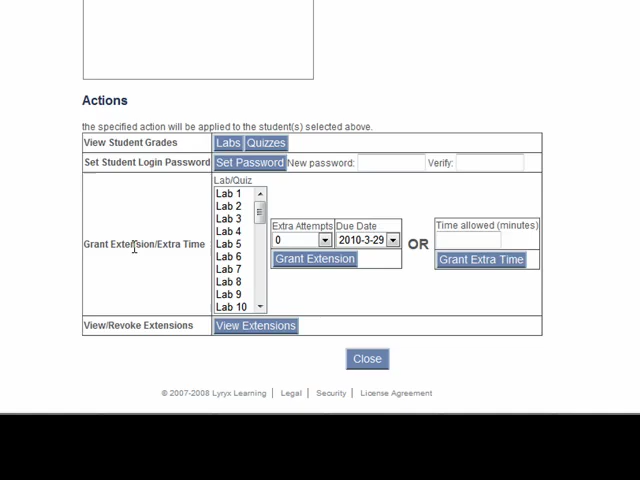 Actions
the specified action will be applied to the student(s) selected above.
View Student Grades Labs Quizzes
Set Student Login Password Set Password New password: Verify:
Lab/Quiz
Lab 1
Lab 2
Lab 3
Lab 4
Lab 5
Lab 6
Lab 7
Lab 8
Lab 9
Lab 10
Grant Extension/Extra Time
Extra Attempts Due Date
0 2010-3-29
Grant Extension
OR
Time allowed (minutes)
Grant Extra Time
View/Revoke Extensions View Extensions
Close
© 2007-2008 Lyryx Learning | Legal | Security | License Agreement